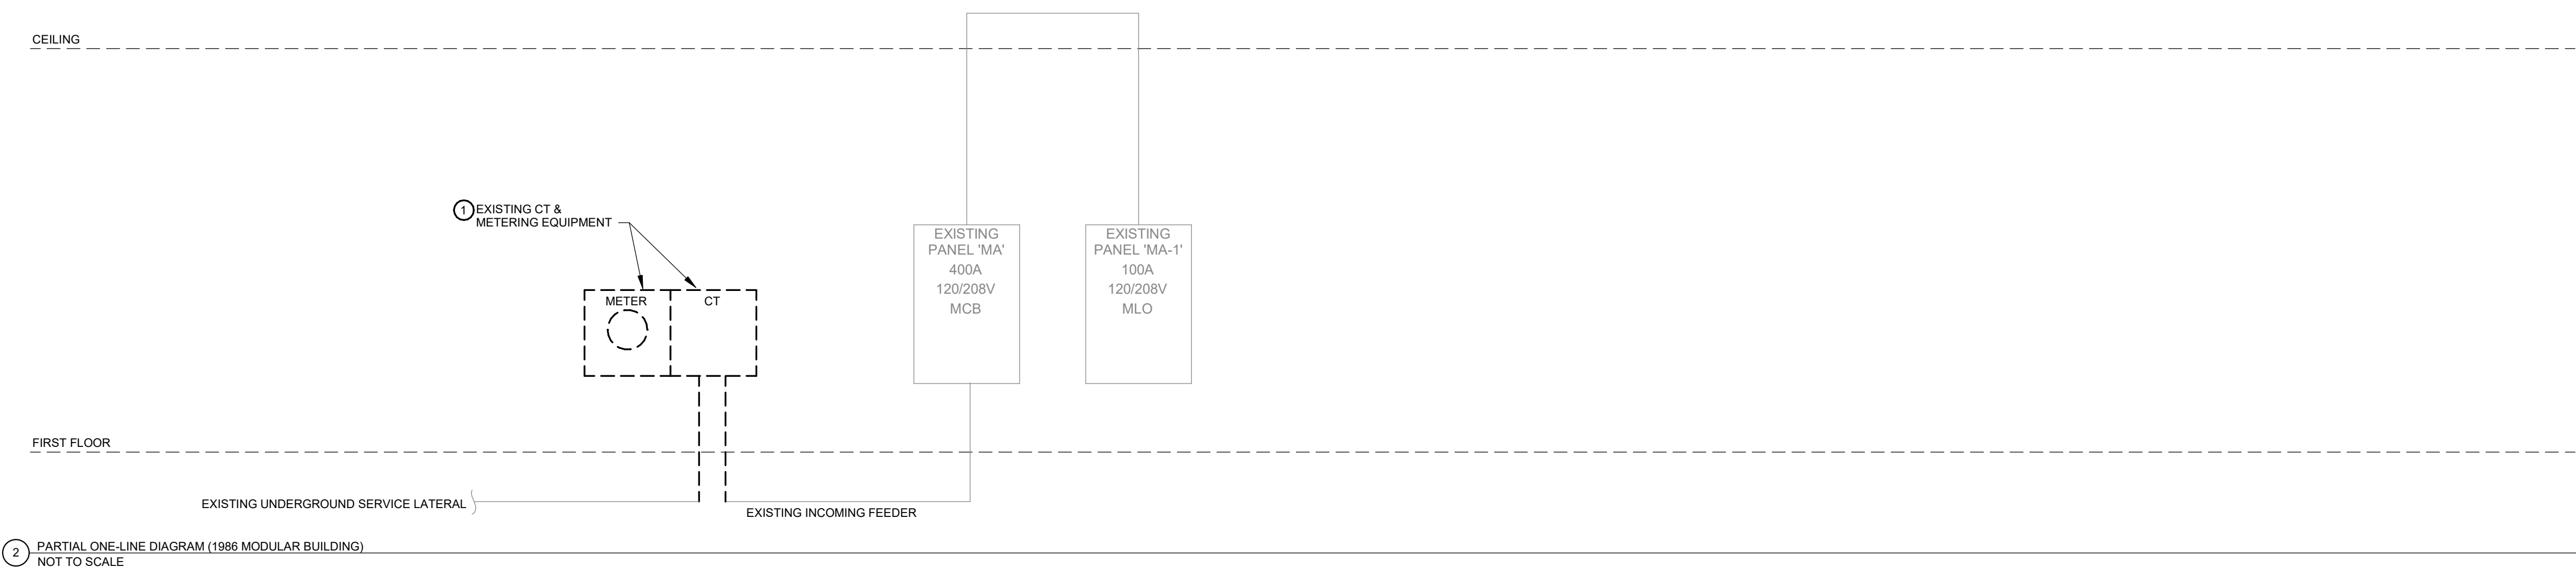 CEILING
1
EXISTING CT &
METERING EQUIPMENT
METER
CT
EXISTING
PANEL 'MA'
400A
120/208V
MCB
EXISTING
PANEL 'MA-1'
100A
120/208V
MLO
FIRST FLOOR
EXISTING UNDERGROUND SERVICE LATERAL
EXISTING INCOMING FEEDER
2
PARTIAL ONE-LINE DIAGRAM (1986 MODULAR BUILDING)
NOT TO SCALE